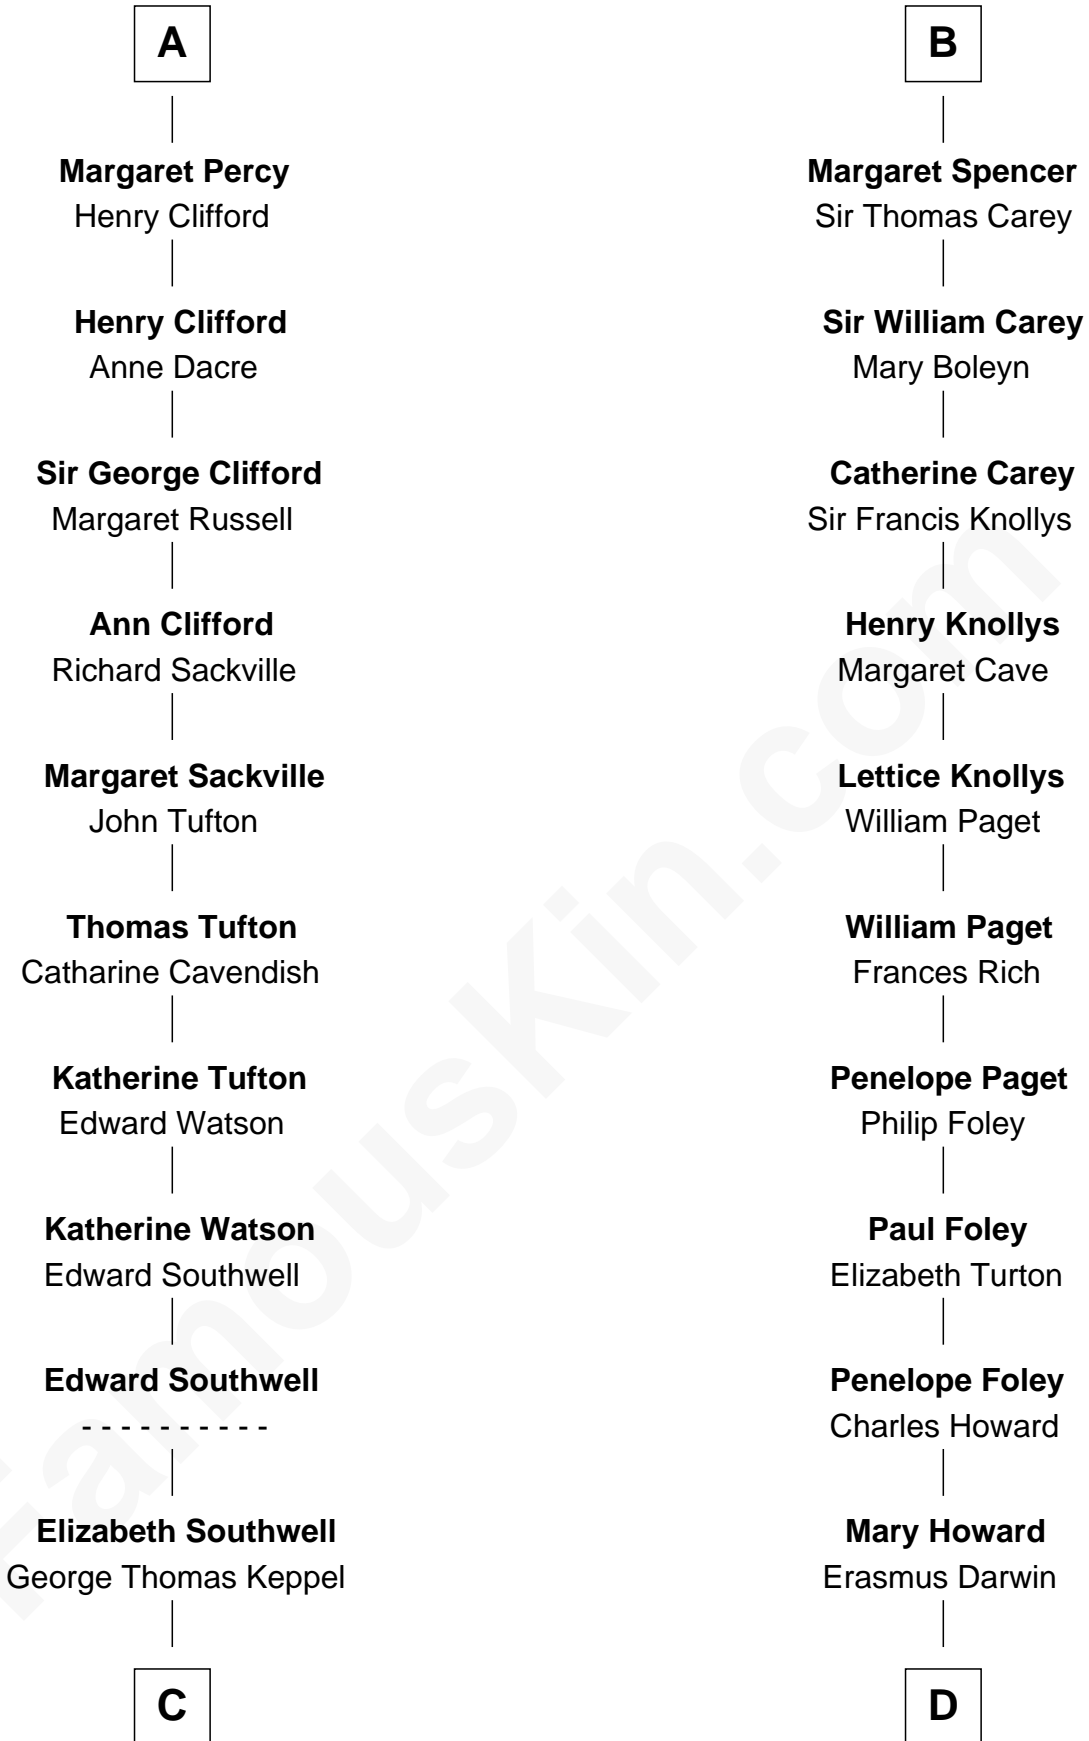 A
Margaret Percy
Henry Clifford
Henry Clifford
Anne Dacre
Sir George Clifford
Margaret Russell
Ann Clifford
Richard Sackville
Margaret Sackville
John Tufton
Thomas Tufton
Catharine Cavendish
Katherine Tufton
Edward Watson
Katherine Watson
Edward Southwell
Edward Southwell
- - - - - - - - - -
Elizabeth Southwell
George Thomas Keppel
C
B
Margaret Spencer
Sir Thomas Carey
Sir William Carey
Mary Boleyn
Catherine Carey
Sir Francis Knollys
Henry Knollys
Margaret Cave
Lettice Knollys
William Paget
William Paget
Frances Rich
Penelope Paget
Philip Foley
Paul Foley
Elizabeth Turton
Penelope Foley
Charles Howard
Mary Howard
Erasmus Darwin
D
FamousKin.com